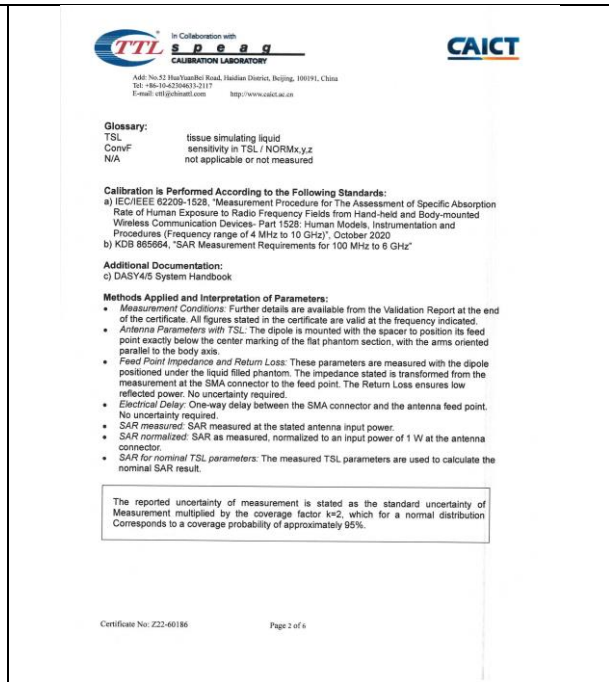 TTL
In Collaboration with
speag
CALIBRATION LABORATORY
CAICT
Add: No.52 HuaYuanBei Road, Haidian District, Beijing, 100191, China
Tel: +86-10-62304633-2117
E-mail: cttl@chinattl.com http://www.caict.ac.cn
Glossary:
TSL tissue simulating liquid
ConvF sensitivity in TSL / NORMx,y,z
N/A not applicable or not measured
Calibration is Performed According to the Following Standards:
a) IEC/IEEE 62209-1528, "Measurement Procedure for The Assessment of Specific Absorption
Rate of Human Exposure to Radio Frequency Fields from Hand-held and Body-mounted
Wireless Communication Devices- Part 1528: Human Models, Instrumentation and
Procedures (Frequency range of 4 MHz to 10 GHz)", October 2020
b) KDB 865664, "SAR Measurement Requirements for 100 MHz to 6 GHz"
Additional Documentation:
c) DASY4/5 System Handbook
Methods Applied and Interpretation of Parameters:
• Measurement Conditions: Further details are available from the Validation Report at the end
of the certificate. All figures stated in the certificate are valid at the frequency indicated.
• Antenna Parameters with TSL: The dipole is mounted with the spacer to position its feed
point exactly below the center marking of the flat phantom section, with the arms oriented
parallel to the body axis.
• Feed Point Impedance and Return Loss: These parameters are measured with the dipole
positioned under the liquid filled phantom. The impedance stated is transformed from the
measurement at the SMA connector to the feed point. The Return Loss ensures low
reflected power. No uncertainty required.
• Electrical Delay: One-way delay between the SMA connector and the antenna feed point.
No uncertainty required.
• SAR measured: SAR measured at the stated antenna input power.
• SAR normalized: SAR as measured, normalized to an input power of 1 W at the antenna
connector.
• SAR for nominal TSL parameters: The measured TSL parameters are used to calculate the
nominal SAR result.
The reported uncertainty of measurement is stated as the standard uncertainty of
Measurement multiplied by the coverage factor k=2, which for a normal distribution
Corresponds to a coverage probability of approximately 95%.
Certificate No: Z22-60186 Page 2 of 6